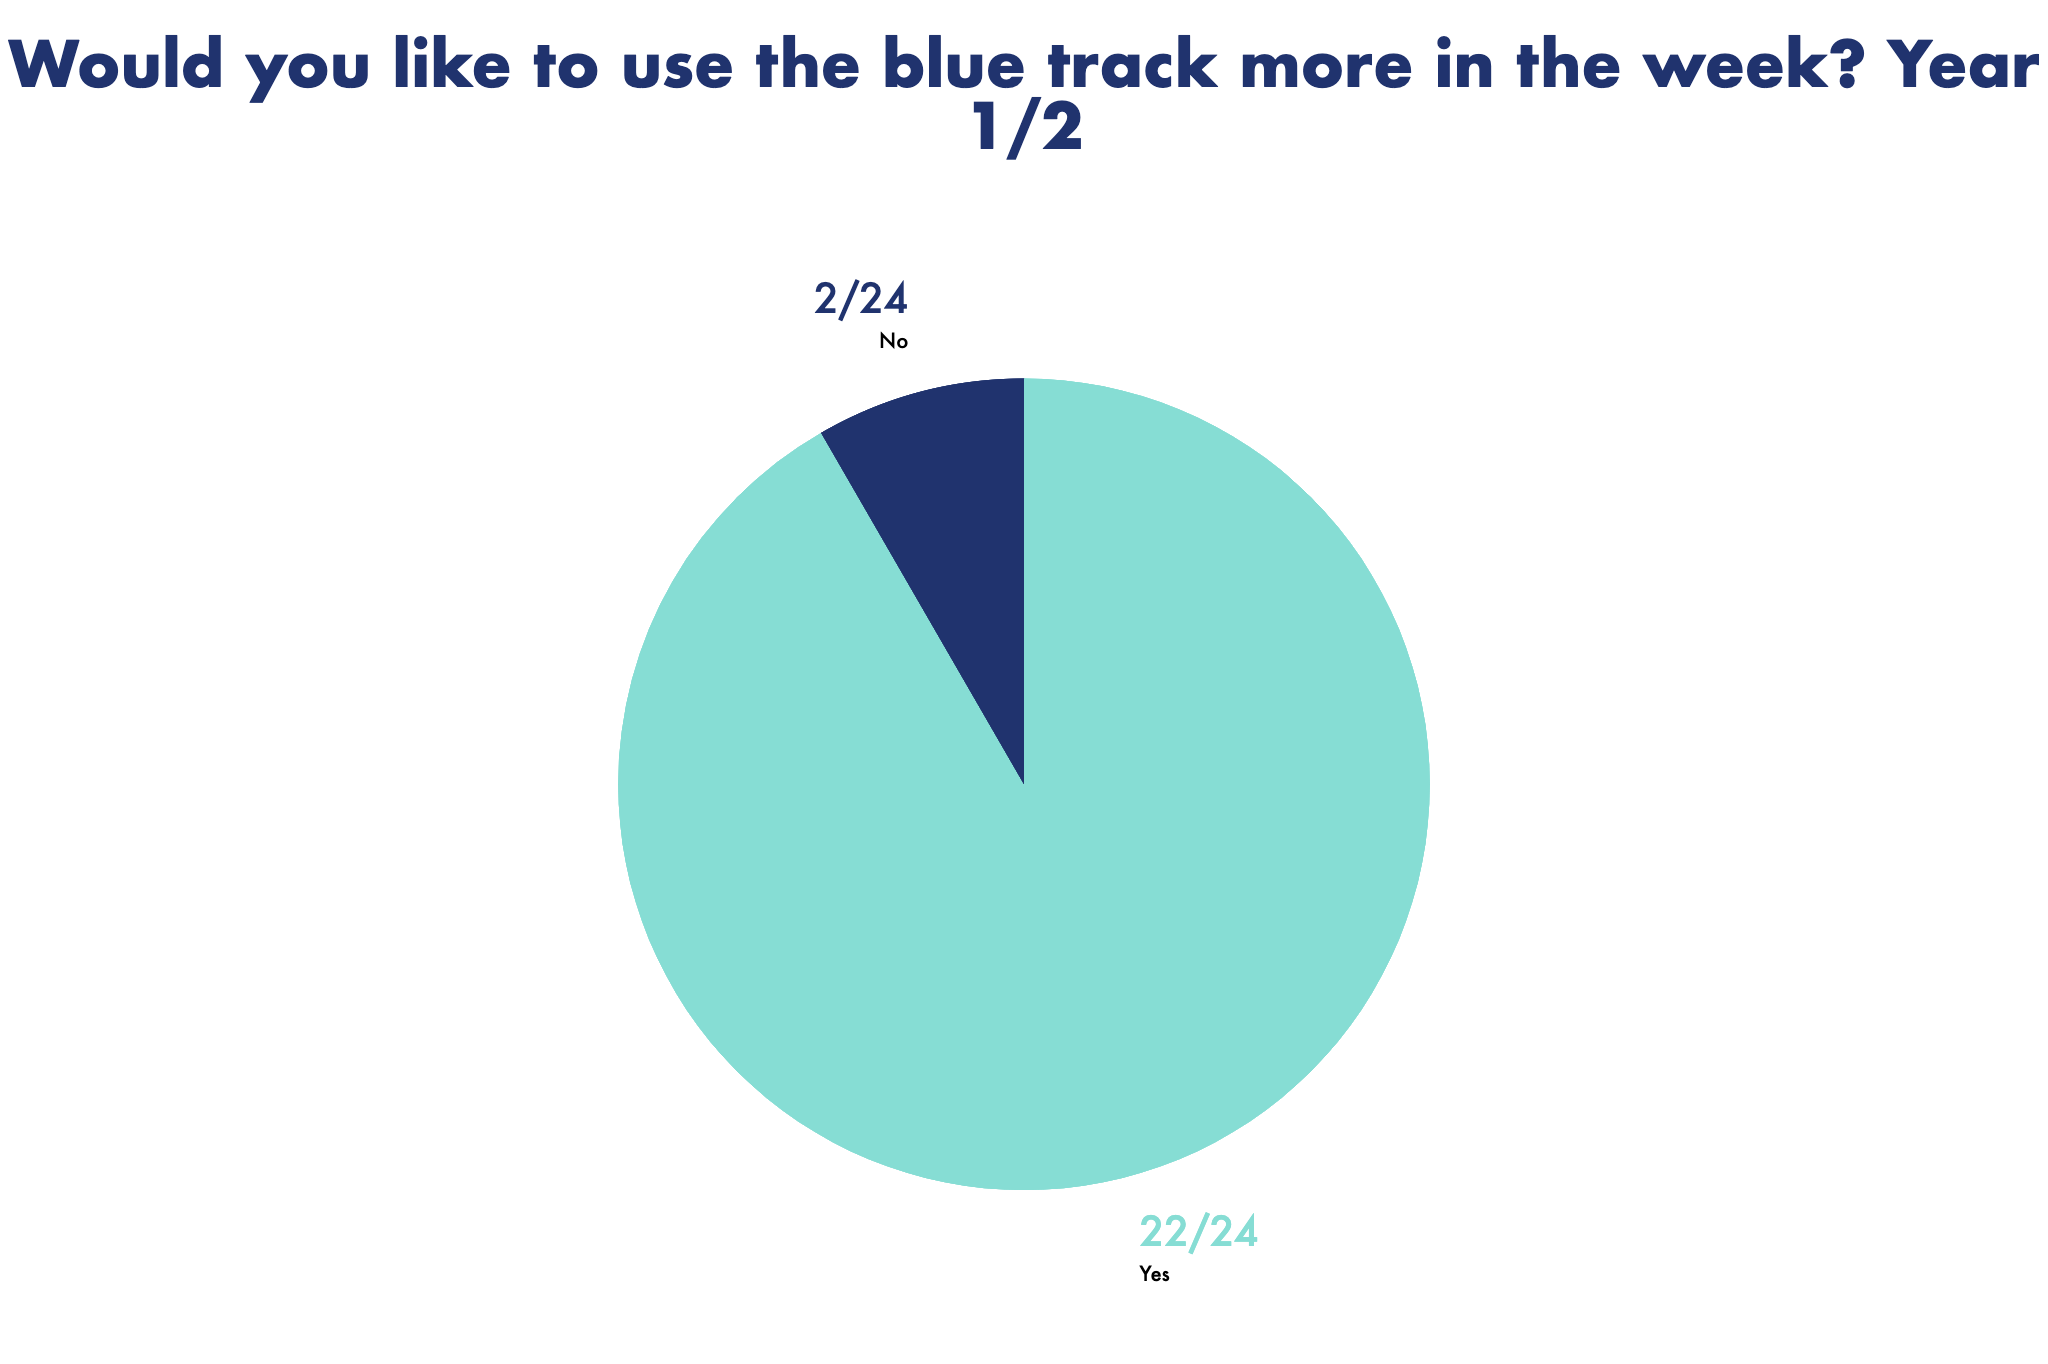 Would you like to use the blue track more in the week? Year
1/2
2/24
No
22/24
Yes